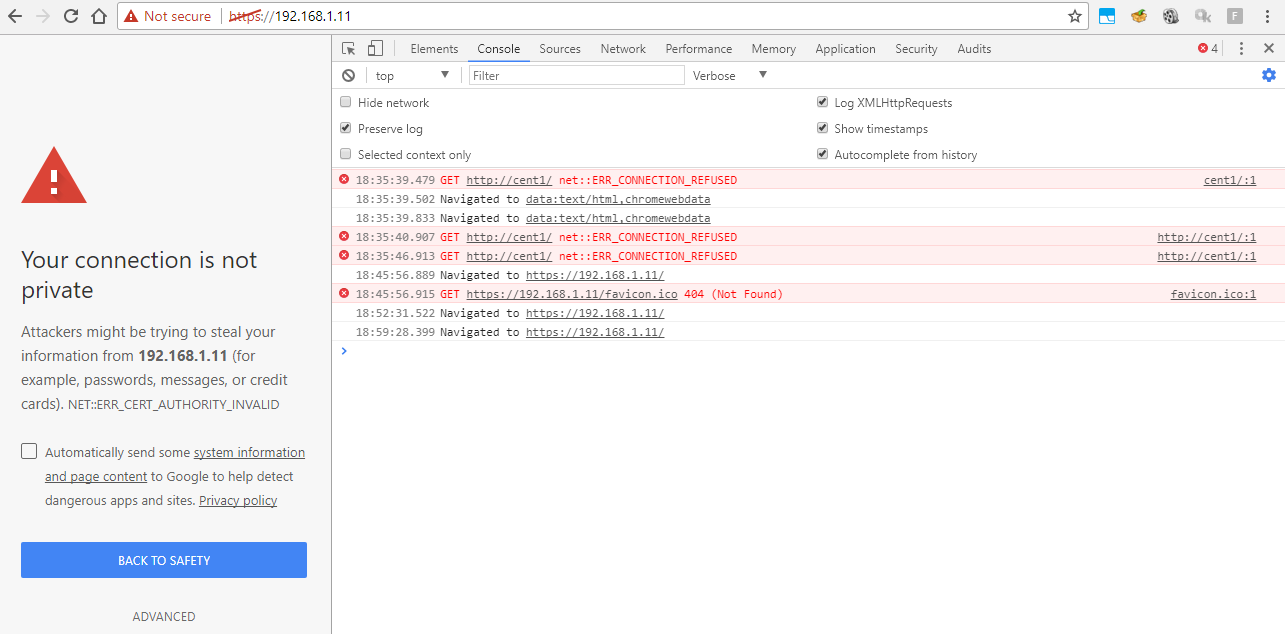 Not secure https://192.168.1.11
F
Elements Console Sources Network Performance Memory Application Security Audits 4
top Filter Verbose
Hide network Log XMLHttpRequests
Preserve log Show timestamps
Selected context only Autocomplete from history
18:35:39.479 GET http://cent1/ net::ERR_CONNECTION_REFUSED cent1/:1
18:35:39.502 Navigated to data:text/html,chromewebdata
18:35:39.833 Navigated to data:text/html,chromewebdata
18:35:40.907 GET http://cent1/ net::ERR_CONNECTION_REFUSED http://cent1/:1
18:35:46.913 GET http://cent1/ net::ERR_CONNECTION_REFUSED http://cent1/:1
18:45:56.889 Navigated to https://192.168.1.11/
18:45:56.915 GET https://192.168.1.11/favicon.ico 404 (Not Found) favicon.ico:1
18:52:31.522 Navigated to https://192.168.1.11/
18:59:28.399 Navigated to https://192.168.1.11/
Your connection is not
private
Attackers might be trying to steal your
information from 192.168.1.11 (for
example, passwords, messages, or credit
cards). NET::ERR_CERT_AUTHORITY_INVALID
Automatically send some system information
and page content to Google to help detect
dangerous apps and sites. Privacy policy
BACK TO SAFETY
ADVANCED